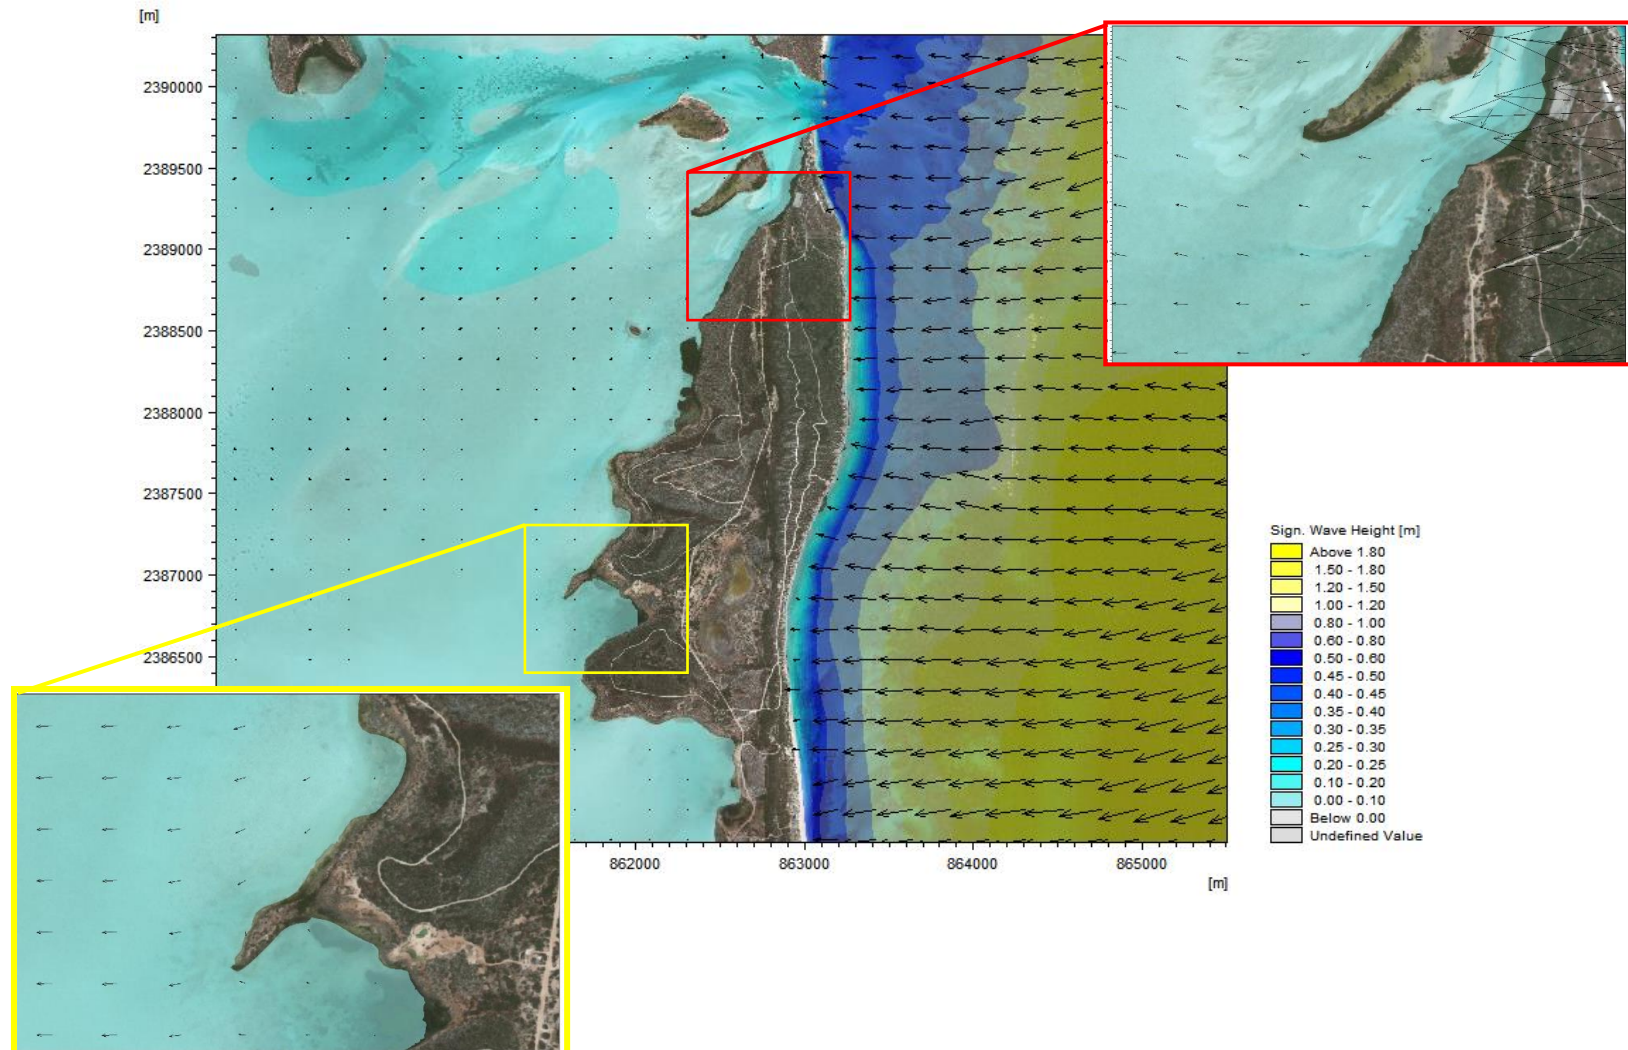 [m]
2390000
2389500
2389000
2388500
2388000
2387500
2387000
2386500
862000
863000
864000
865000
[m]
Sign. Wave Height [m]
Above 1.80
1.50 - 1.80
1.20 - 1.50
1.00 - 1.20
0.80 - 1.00
0.60 - 0.80
0.50 - 0.60
0.45 - 0.50
0.40 - 0.45
0.35 - 0.40
0.30 - 0.35
0.25 - 0.30
0.20 - 0.25
0.10 - 0.20
0.00 - 0.10
Below 0.00
Undefined Value